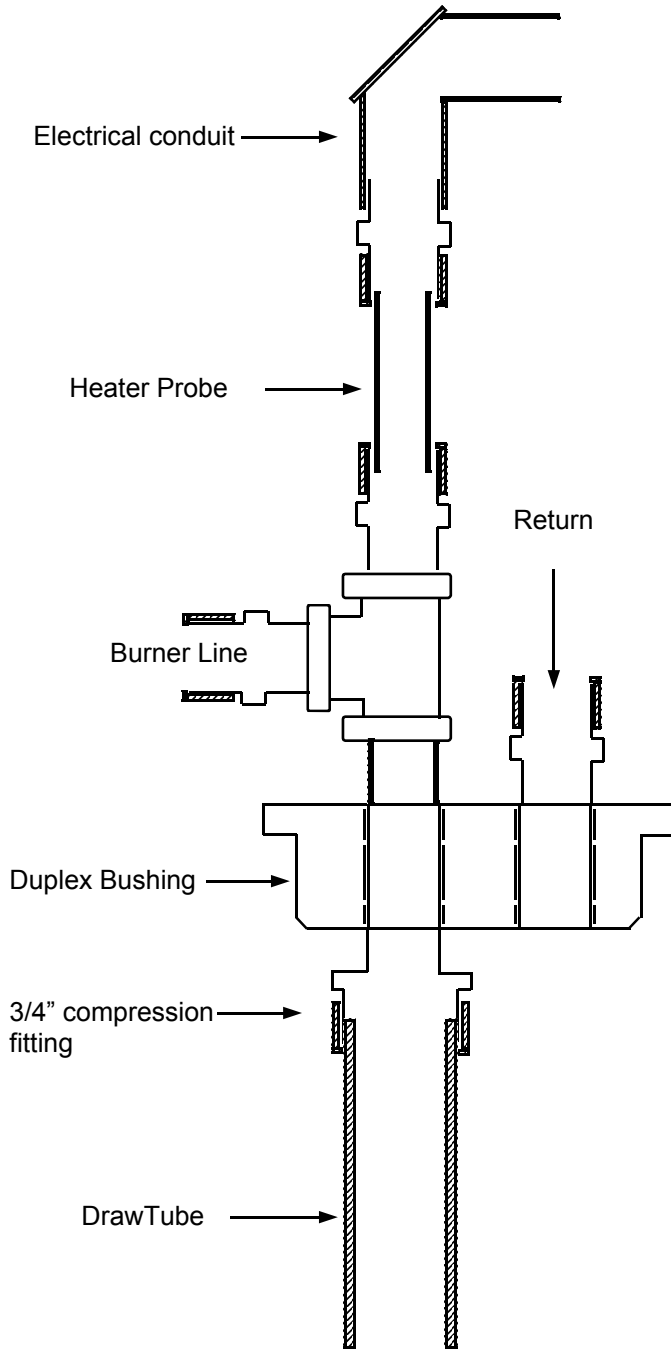 Electrical conduit
Heater Probe
Return
Burner Line
Duplex Bushing
3/4” compression
fitting
DrawTube